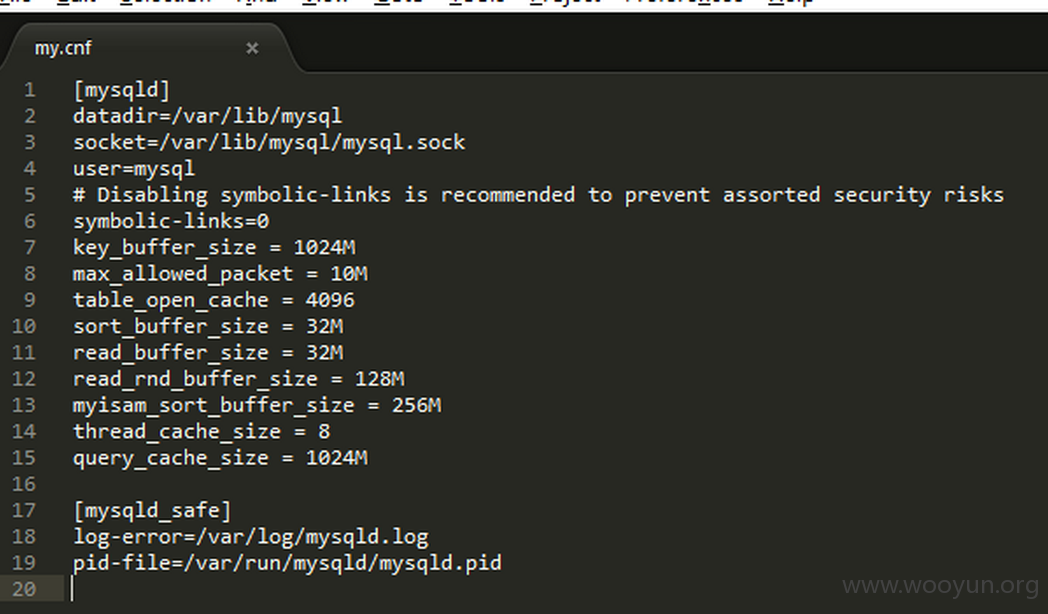 my.cnf ×
1 [mysqld]
2 datadir=/var/lib/mysql
3 socket=/var/lib/mysql/mysql.sock
4 user=mysql
5 # Disabling symbolic-links is recommended to prevent assorted security risks
6 symbolic-links=0
7 key_buffer_size = 1024M
8 max_allowed_packet = 10M
9 table_open_cache = 4096
10 sort_buffer_size = 32M
11 read_buffer_size = 32M
12 read_rnd_buffer_size = 128M
13 myisam_sort_buffer_size = 256M
14 thread_cache_size = 8
15 query_cache_size = 1024M
16
17 [mysqld_safe]
18 log-error=/var/log/mysqld.log
19 pid-file=/var/run/mysqld/mysqld.pid
20
www.wooyun.org